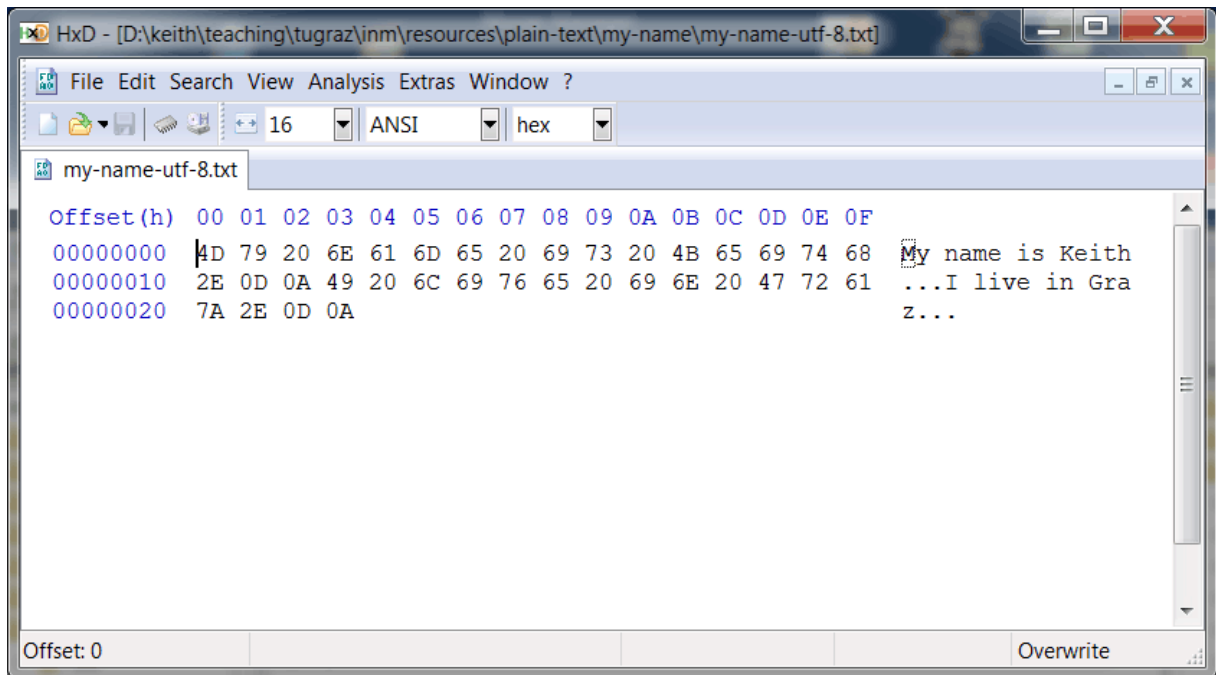 HxD - [D:\keith\teaching\tugraz\inm\resources\plain-text\my-name\my-name-utf-8.txt]
File Edit Search View Analysis Extras Window ?
16 ANSI hex
my-name-utf-8.txt
Offset(h) 00 01 02 03 04 05 06 07 08 09 0A 0B 0C 0D 0E 0F
00000000 4D 79 20 6E 61 6D 65 20 69 73 20 4B 65 69 74 68 My name is Keith
00000010 2E 0D 0A 49 20 6C 69 76 65 20 69 6E 20 47 72 61 ...I live in Gra
00000020 7A 2E 0D 0A z...
Offset: 0 Overwrite